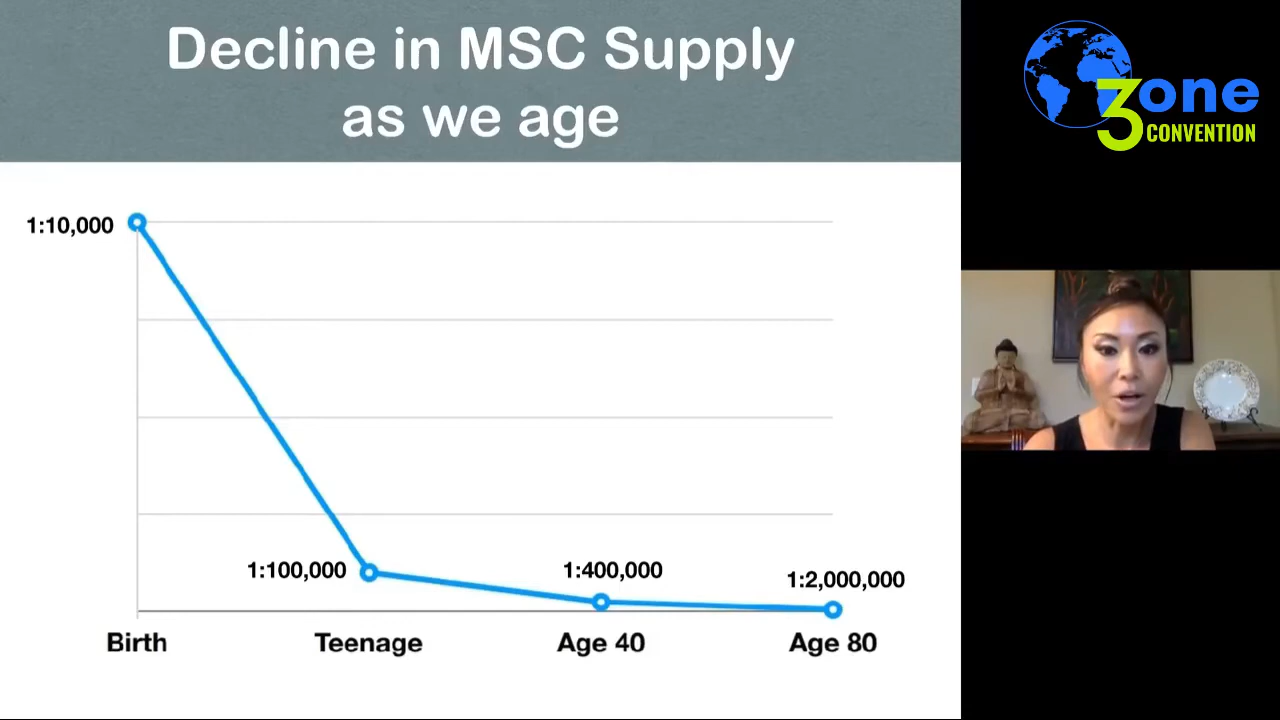 Decline in MSC Supply
as we age
1:10,000
1:100,000
1:400,000
1:2,000,000
Birth
Teenage
Age 40
Age 80
O3one
CONVENTION